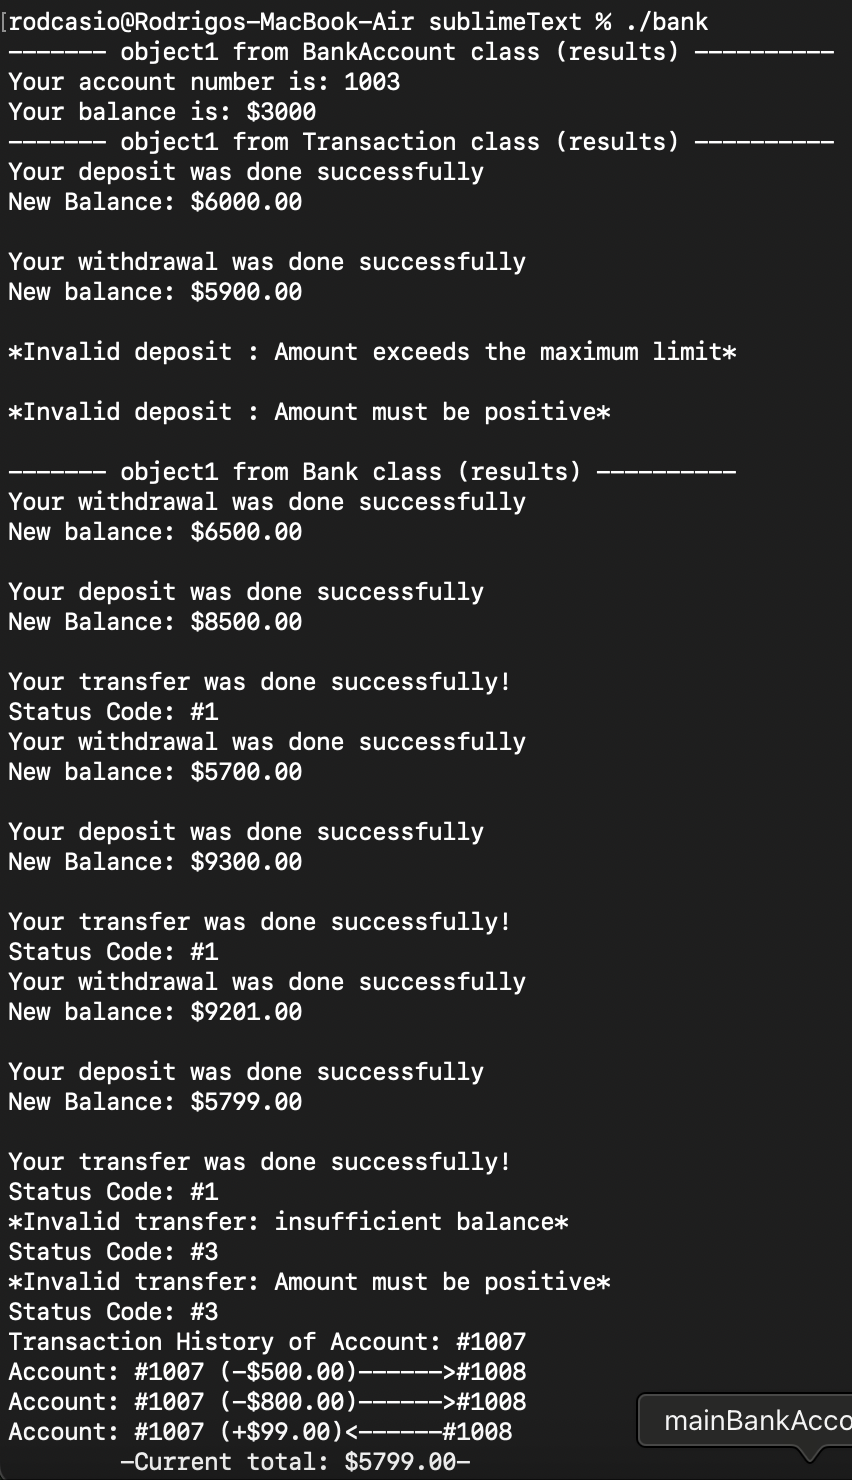 [rodcasio@Rodrigos-MacBook-Air sublimeText % ./bank
------- object1 from BankAccount class (results) ----------
Your account number is: 1003
Your balance is: $3000
------- object1 from Transaction class (results) ----------
Your deposit was done successfully
New Balance: $6000.00
Your withdrawal was done successfully
New balance: $5900.00
*Invalid deposit : Amount exceeds the maximum limit*
*Invalid deposit : Amount must be positive*
------- object1 from Bank class (results) ----------
Your withdrawal was done successfully
New balance: $6500.00
Your deposit was done successfully
New Balance: $8500.00
Your transfer was done successfully!
Status Code: #1
Your withdrawal was done successfully
New balance: $5700.00
Your deposit was done successfully
New Balance: $9300.00
Your transfer was done successfully!
Status Code: #1
Your withdrawal was done successfully
New balance: $9201.00
Your deposit was done successfully
New Balance: $5799.00
Your transfer was done successfully!
Status Code: #1
*Invalid transfer: insufficient balance*
Status Code: #3
*Invalid transfer: Amount must be positive*
Status Code: #3
Transaction History of Account: #1007
Account: #1007 (-$500.00)------>#1008
Account: #1007 (-$800.00)------>#1008
Account: #1007 (+$99.00)<------#1008
-Current total: $5799.00-
mainBankAcco